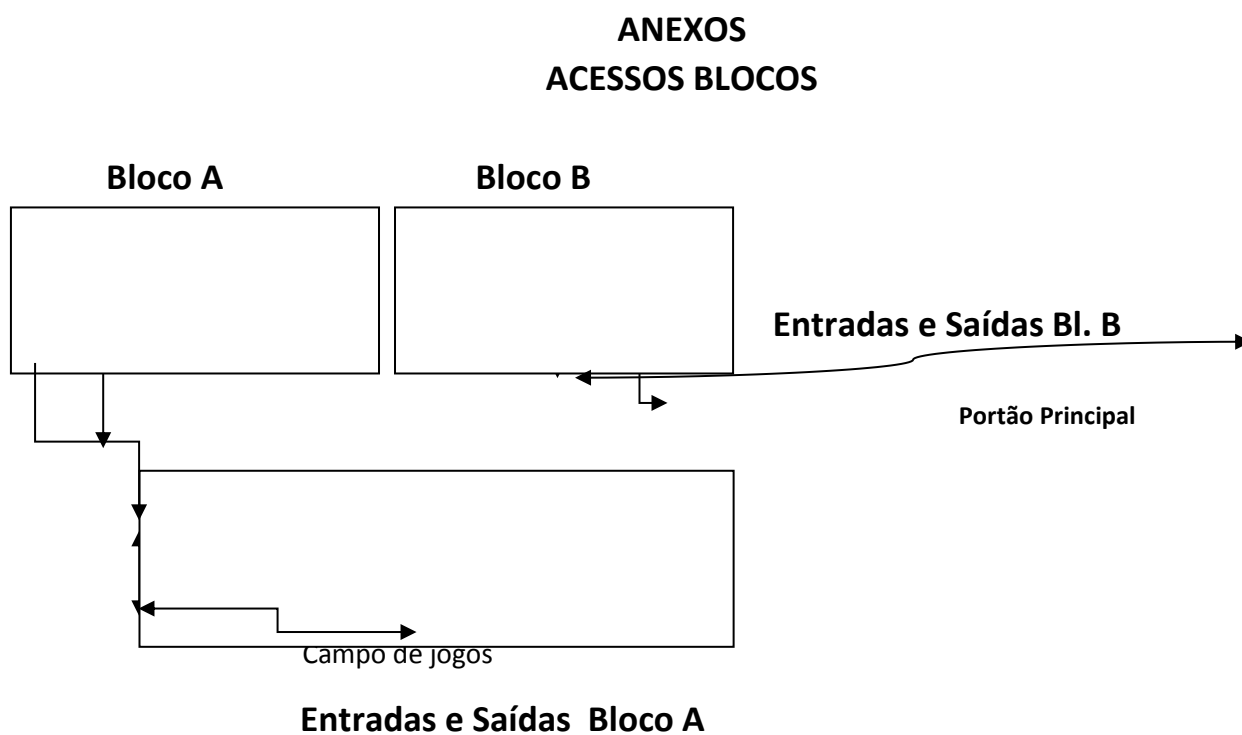 ANEXOS
ACESSOS BLOCOS
Bloco A Bloco B
Entradas e Saídas Bl. B
Portão Principal
Campo de jogos
Entradas e Saídas Bloco A